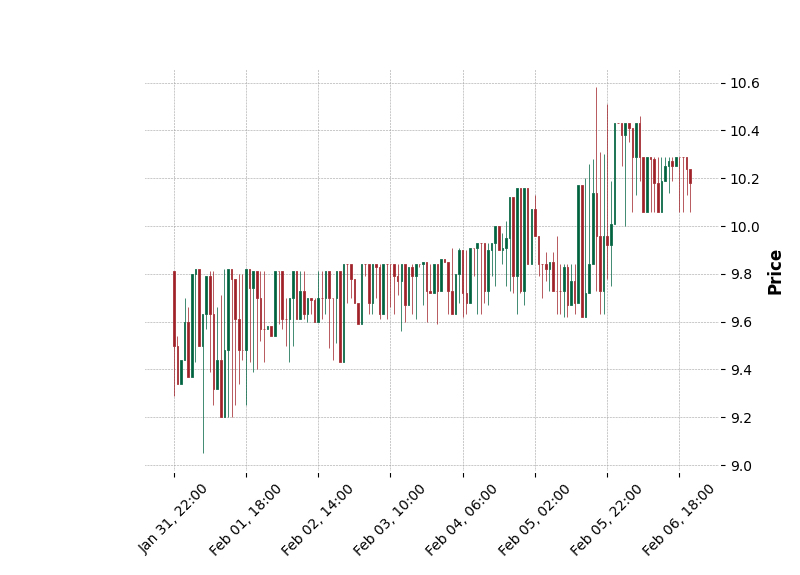 10.6
10.4
10.2
10.0
9.8
9.6
9.4
9.2
9.0
Price
Jan 31, 22:00
Feb 01, 18:00
Feb 02, 14:00
Feb 03, 10:00
Feb 04, 06:00
Feb 05, 02:00
Feb 05, 22:00
Feb 06, 18:00